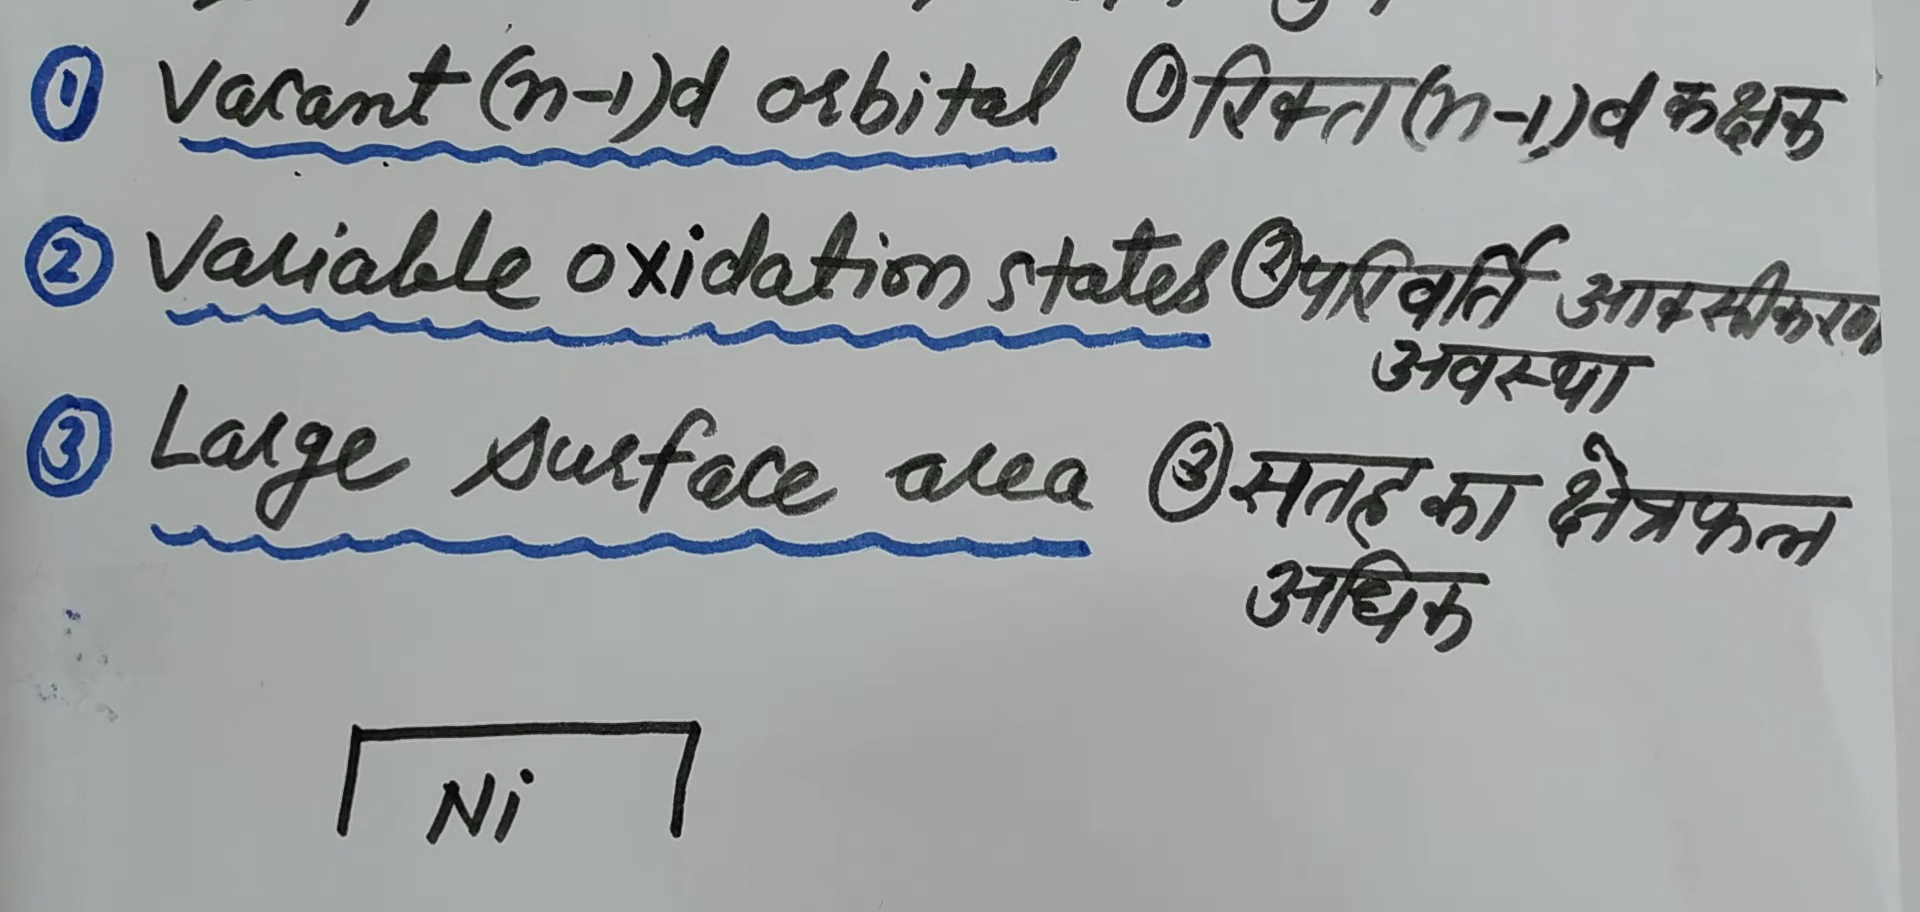 ① Vacant (n-1)d orbital ① रिक्त (n-1)d कक्षक
② Variable oxidation states ② परिवर्ति आक्सीकरण
अवस्था
③ Large surface area ③ सतह का क्षेत्रफल
अधिक
Ni